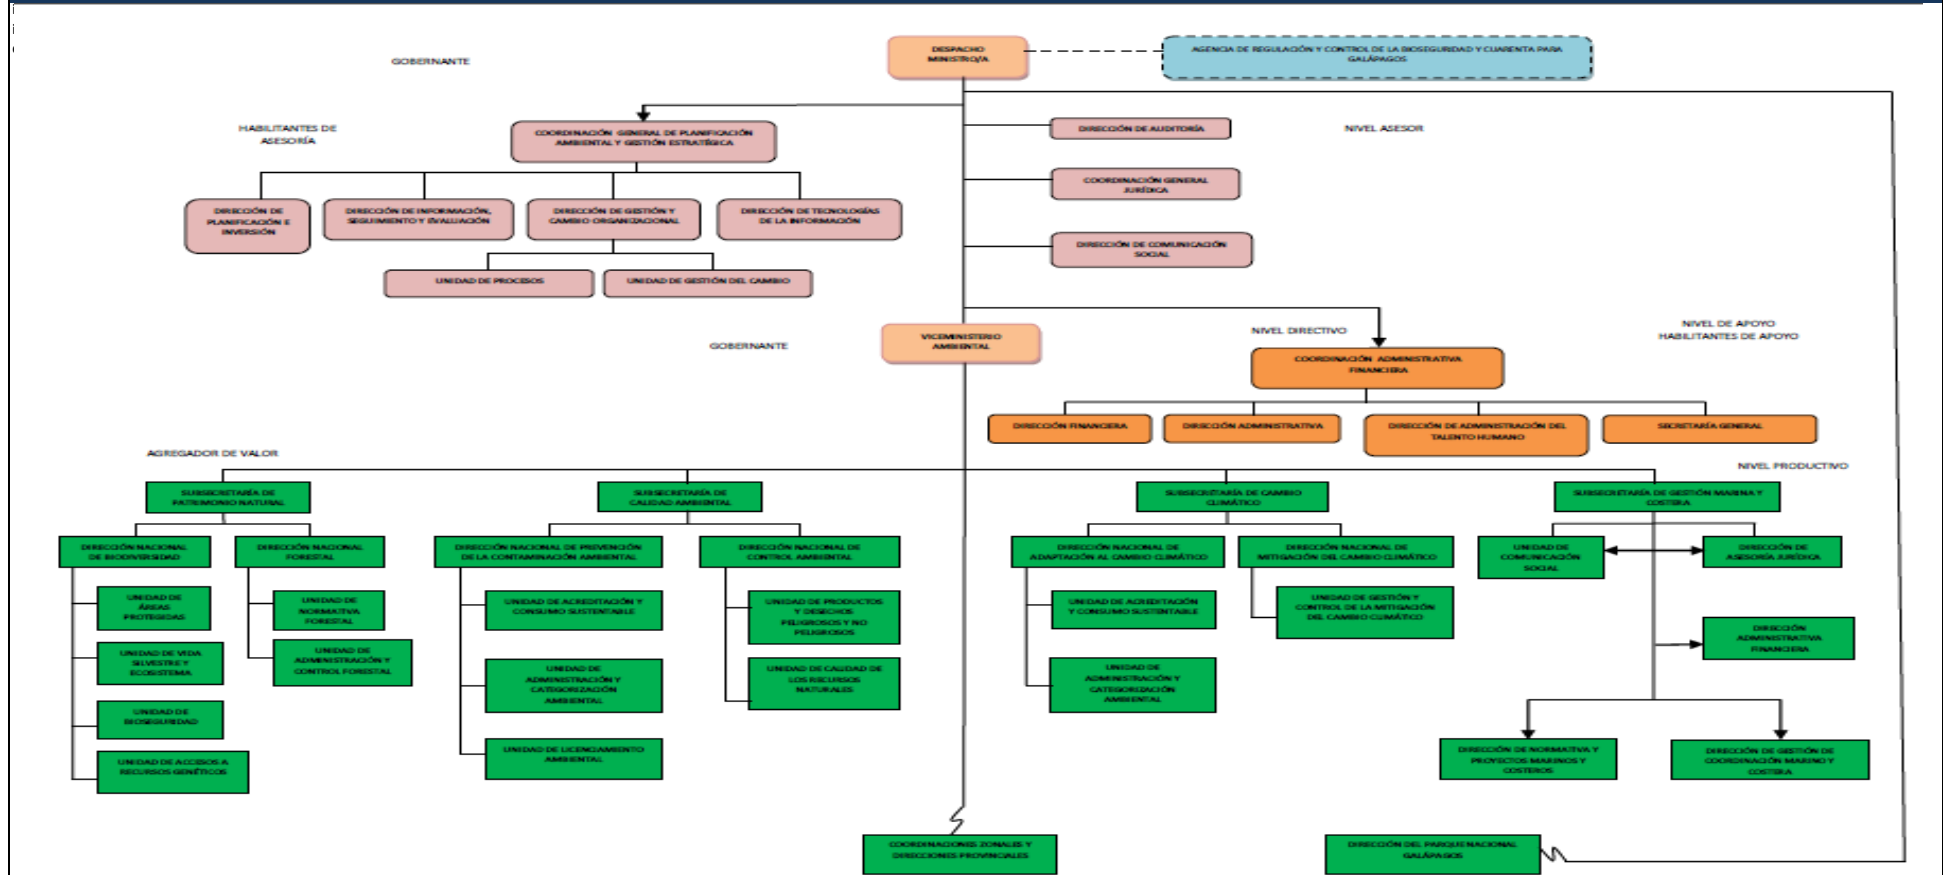 DESPACHO
MINISTRO/A
AGENCIA DE REGULACIÓN Y CONTROL DE LA BIOSEGURIDAD Y CUARENTA PARA
GALÁPAGOS
GOBERNANTE
HABILITANTES DE
ASESORÍA
COORDINACIÓN GENERAL DE PLANIFICACIÓN
AMBIENTAL Y GESTIÓN ESTRATÉGICA
DIRECCIÓN DE AUDITORÍA
NIVEL ASESOR
COORDINACIÓN GENERAL
JURÍDICA
DIRECCIÓN DE
PLANIFICACIÓN E
INVERSIÓN
DIRECCIÓN DE INFORMACIÓN,
SEGUIMIENTO Y EVALUACIÓN
DIRECCIÓN DE GESTIÓN Y
CAMBIO ORGANIZACIONAL
DIRECCIÓN DE TECNOLOGÍAS
DE LA INFORMACIÓN
DIRECCIÓN DE COMUNICACIÓN
SOCIAL
UNIDAD DE PROCESOS
UNIDAD DE GESTIÓN DEL CAMBIO
GOBERNANTE
VICEMINISTERIO
AMBIENTAL
NIVEL DIRECTIVO
NIVEL DE APOYO
HABILITANTES DE APOYO
COORDINACIÓN ADMINISTRATIVA
FINANCIERA
DIRECCIÓN FINANCIERA
DIRECCIÓN ADMINISTRATIVA
DIRECCIÓN DE ADMINISTRACIÓN DEL
TALENTO HUMANO
SECRETARÍA GENERAL
AGREGADOR DE VALOR
NIVEL PRODUCTIVO
SUBSECRETARÍA DE
PATRIMONIO NATURAL
SUBSECRETARÍA DE
CALIDAD AMBIENTAL
SUBSECRETARÍA DE CAMBIO
CLIMÁTICO
SUBSECRETARÍA DE GESTIÓN MARINA Y
COSTERA
DIRECCIÓN NACIONAL
DE BIODIVERSIDAD
DIRECCIÓN NACIONAL
FORESTAL
DIRECCIÓN NACIONAL DE PREVENCIÓN
DE LA CONTAMINACIÓN AMBIENTAL
DIRECCIÓN NACIONAL DE
CONTROL AMBIENTAL
DIRECCIÓN NACIONAL DE
ADAPTACIÓN AL CAMBIO CLIMÁTICO
DIRECCIÓN NACIONAL DE
MITIGACIÓN DEL CAMBIO CLIMÁTICO
UNIDAD DE
COMUNICACIÓN
SOCIAL
DIRECCIÓN DE
ASESORÍA JURÍDICA
UNIDAD DE
ÁREAS
PROTEGIDAS
UNIDAD DE
NORMATIVA
FORESTAL
UNIDAD DE ACREDITACIÓN Y
CONSUMO SUSTENTABLE
UNIDAD DE PRODUCTOS
Y DESECHOS
PELIGROSOS Y NO
PELIGROSOS
UNIDAD DE ACREDITACIÓN
Y CONSUMO SUSTENTABLE
UNIDAD DE GESTIÓN Y
CONTROL DE LA MITIGACIÓN
DEL CAMBIO CLIMÁTICO
DIRECCIÓN
ADMINISTRATIVA
FINANCIERA
UNIDAD DE VIDA
SILVESTRE Y
ECOSISTEMA
UNIDAD DE
ADMINISTRACIÓN Y
CONTROL FORESTAL
UNIDAD DE
ADMINISTRACIÓN Y
CATEGORIZACIÓN
AMBIENTAL
UNIDAD DE CALIDAD DE
LOS RECURSOS
NATURALES
UNIDAD DE
ADMINISTRACIÓN Y
CATEGORIZACIÓN
AMBIENTAL
UNIDAD DE
BIOSEGURIDAD
UNIDAD DE ACCESOS A
RECURSOS GENÉTICOS
UNIDAD DE LICENCIAMIENTO
AMBIENTAL
DIRECCIÓN DE NORMATIVA Y
PROYECTOS MARINOS Y
COSTEROS
DIRECCIÓN DE GESTIÓN DE
COORDINACIÓN MARINO Y
COSTERA
COORDINACIONES ZONALES Y
DIRECCIONES PROVINCIALES
DIRECCIÓN DEL PARQUE NACIONAL
GALÁPAGOS